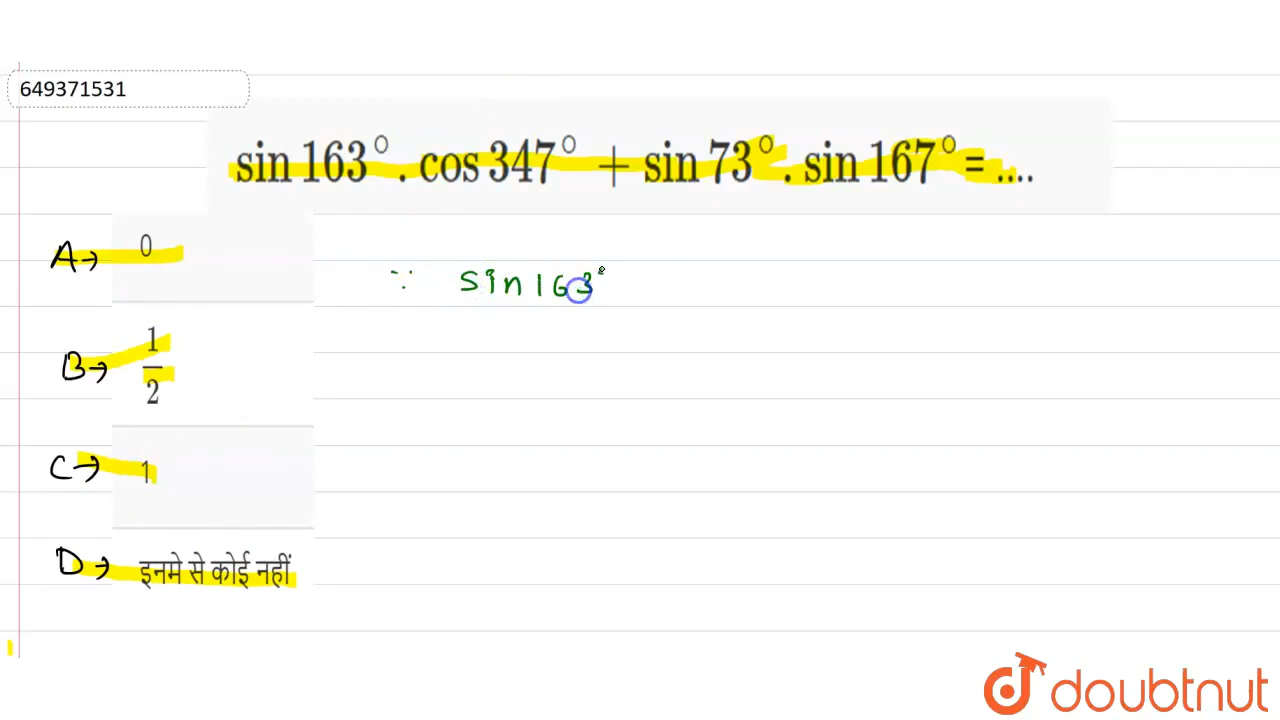 649371531
sin 163° . cos 347° + sin 73° . sin 167° = ....
A→ 0
∵ sin 163°
B→ 1/2
C→ 1
D→ इनमे से कोई नहीं
doubtnut